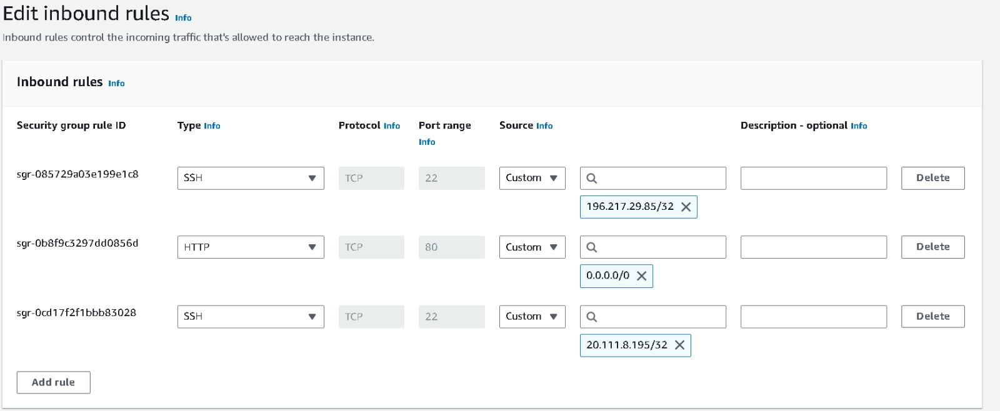 Edit inbound rules Info
Inbound rules control the incoming traffic that's allowed to reach the instance.
Inbound rules Info
Security group rule ID Type Info Protocol Info Port range Info Source Info Description - optional Info
sgr-085729a03e199e1c8 SSH TCP 22 Custom Delete
196.217.29.85/32
sgr-0b8f9c3297dd0856d HTTP TCP 80 Custom Delete
0.0.0.0/0
sgr-0cd17f2f1bbb83028 SSH TCP 22 Custom Delete
20.111.8.195/32
Add rule